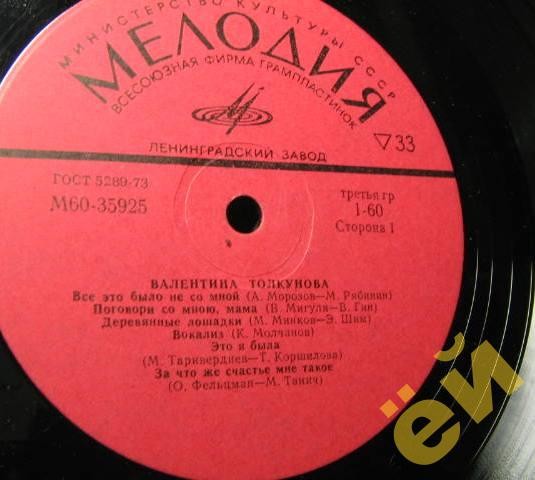 МИНИСТЕРСТВО КУЛЬТУРЫ СССР
МЕЛОДИЯ
ВСЕСОЮЗНАЯ ФИРМА ГРАМПЛАСТИНОК
▽33
ЛЕНИНГРАДСКИЙ ЗАВОД
ГОСТ 5289-73
третья гр
М60-35925
1-60
Сторона 1
ВАЛЕНТИНА ТОЛКУНОВА
Все это было не со мной (А. Морозов—М. Рябинин)
Поговори со мною, мама (В. Мигуля—В. Гин)
Деревянные лошадки (М. Минков—Э. Шим)
Вокализ (К. Молчанов)
Это я была
(М. Таривердиев—Т. Коршилова)
За что же счастье мне такое
(О. Фельцман—М. Танич)
ёй